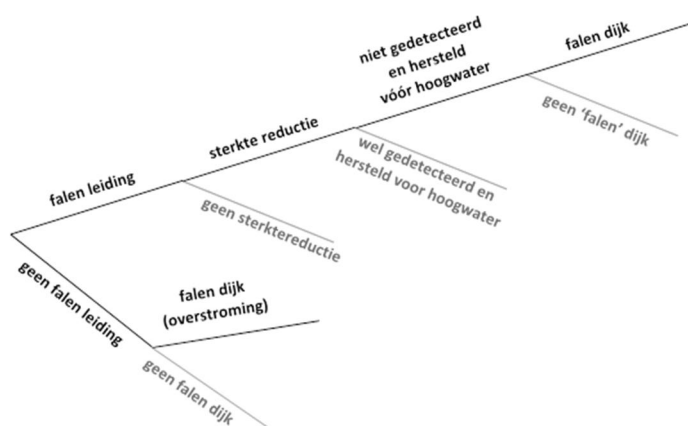 niet gedetecteerd
en hersteld
vóór hoogwater
falen dijk
geen ‘falen’ dijk
sterkte reductie
wel gedetecteerd en
hersteld voor hoogwater
falen leiding
geen sterktereductie
geen falen leiding
falen dijk
(overstroming)
geen falen dijk